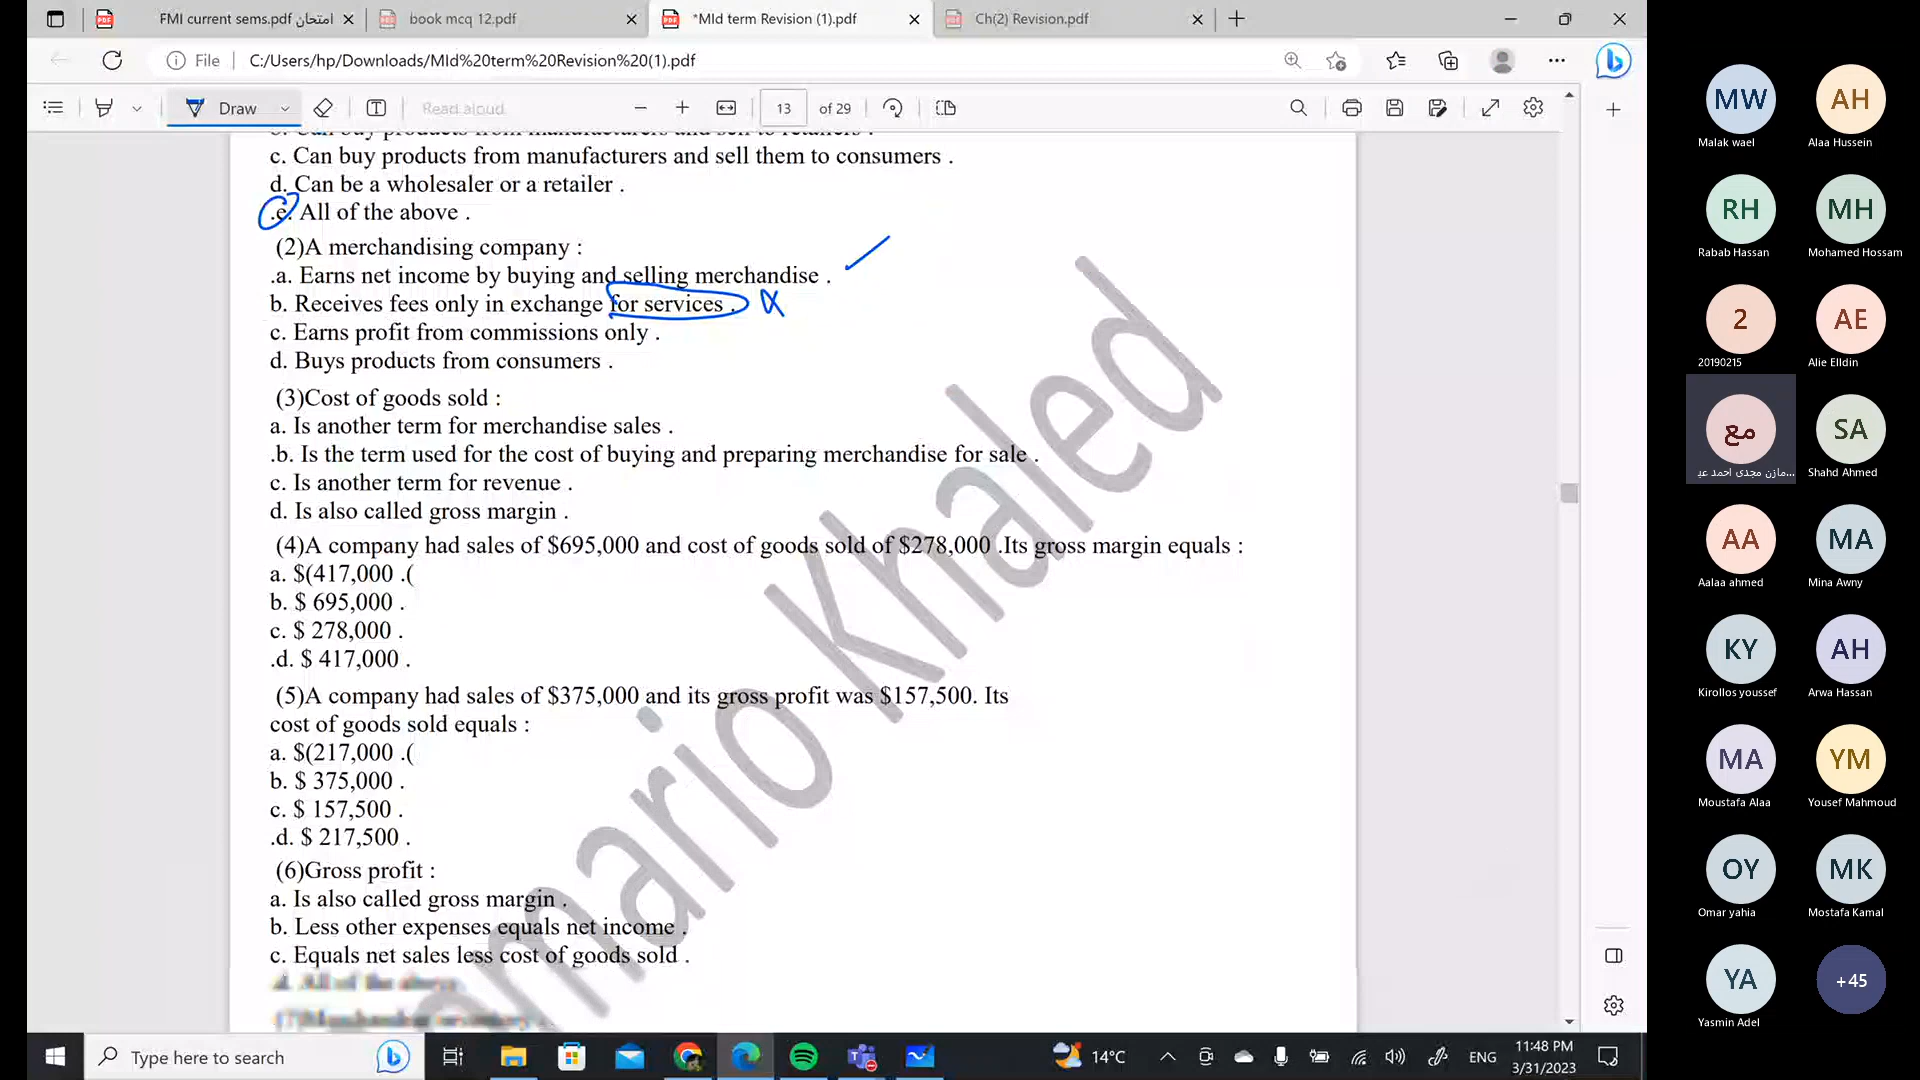 FMI current sems.pdf امتحان
book mcq 12.pdf
*MId term Revision (1).pdf
Ch(2) Revision.pdf
File
C:/Users/hp/Downloads/MId%20term%20Revision%20(1).pdf
Draw
Read aloud
13 of 29
c. Can buy products from manufacturers and sell them to consumers .
d. Can be a wholesaler or a retailer .
.e. All of the above .
(2)A merchandising company :
.a. Earns net income by buying and selling merchandise .
b. Receives fees only in exchange for services .
c. Earns profit from commissions only .
d. Buys products from consumers .
(3)Cost of goods sold :
a. Is another term for merchandise sales .
.b. Is the term used for the cost of buying and preparing merchandise for sale .
c. Is another term for revenue .
d. Is also called gross margin .
(4)A company had sales of $695,000 and cost of goods sold of $278,000 .Its gross margin equals :
a. $(417,000 .(
b. $ 695,000 .
c. $ 278,000 .
.d. $ 417,000 .
(5)A company had sales of $375,000 and its gross profit was $157,500. Its
cost of goods sold equals :
a. $(217,000 .(
b. $ 375,000 .
c. $ 157,500 .
.d. $ 217,500 .
(6)Gross profit :
a. Is also called gross margin .
b. Less other expenses equals net income .
c. Equals net sales less cost of goods sold .
d. All of the above
Khaled
MW
Malak wael
AH
Alaa Hussein
RH
Rabab Hassan
MH
Mohamed Hossam
2
20190215
AE
Alie Elldin
مع
مازن مجدى احمد عبد...
SA
Shahd Ahmed
AA
Aalaa ahmed
MA
Mina Awny
KY
Kirollos youssef
AH
Arwa Hassan
MA
Moustafa Alaa
YM
Yousef Mahmoud
OY
Omar yahia
MK
Mostafa Kamal
YA
Yasmin Adel
+45
Type here to search
14°C
ENG
11:48 PM
3/31/2023